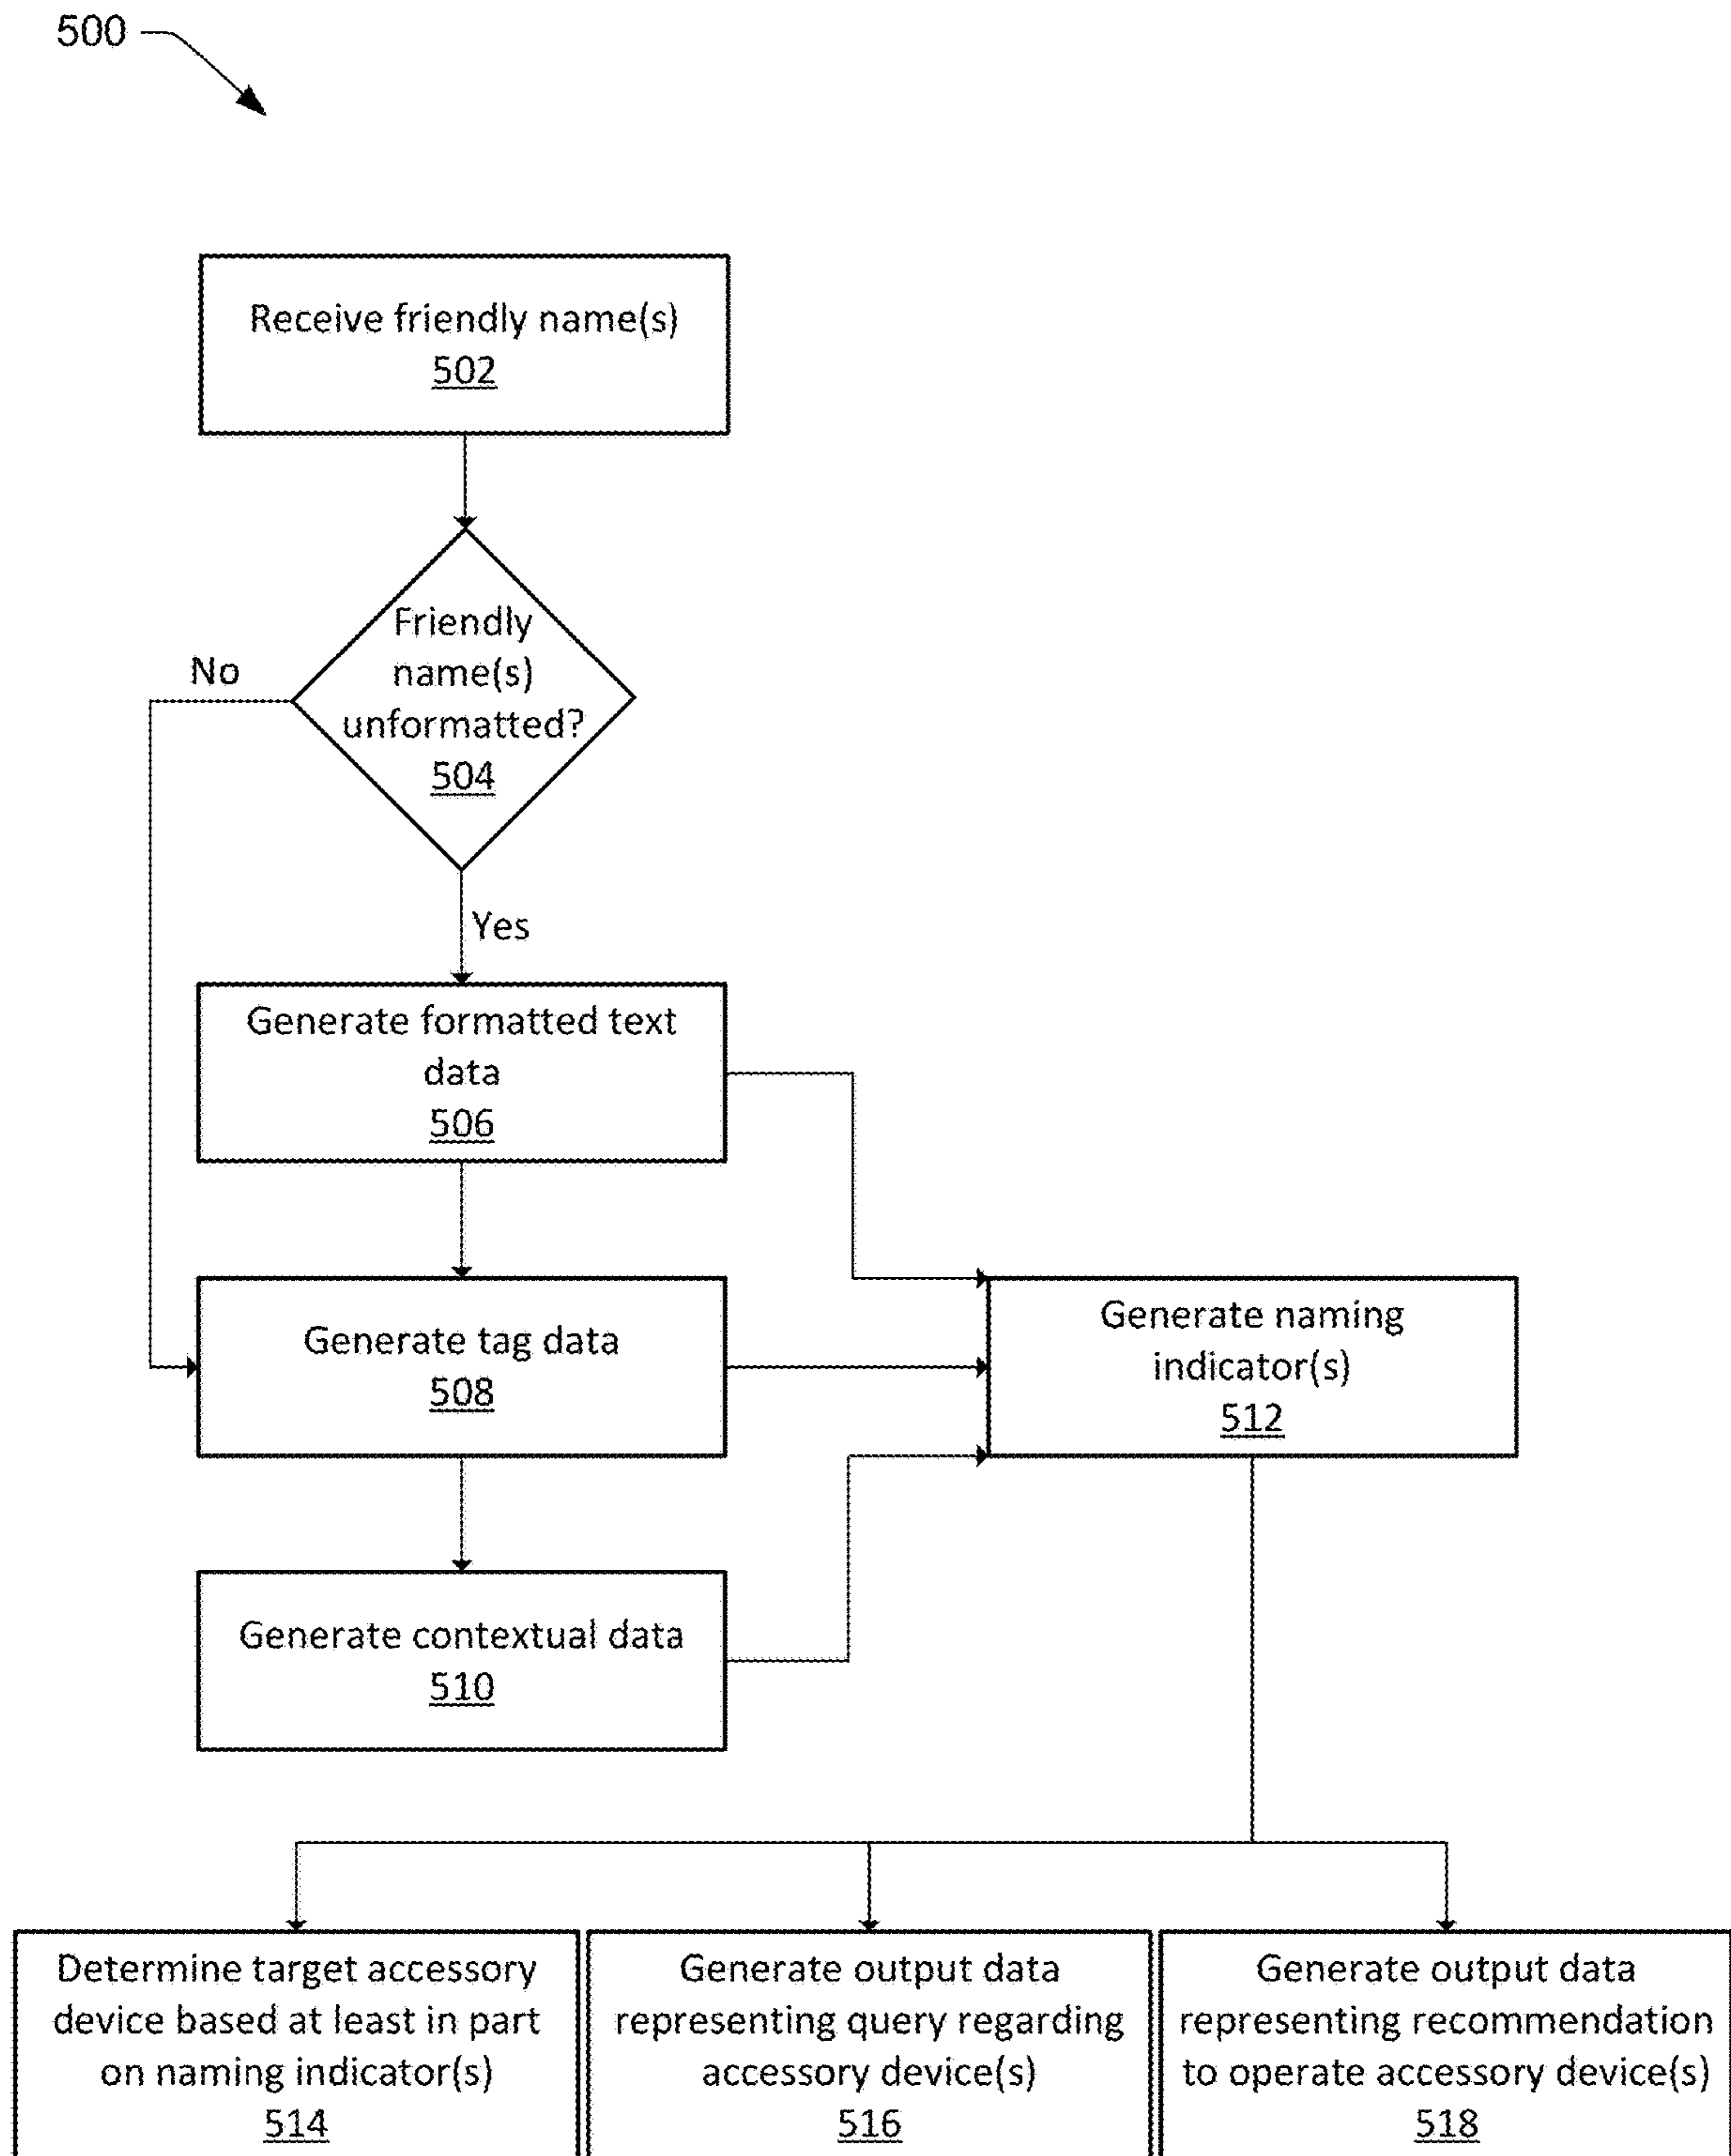 500
Receive friendly name(s)
502
Friendly
name(s)
unformatted?
504
No
Yes
Generate formatted text
data
506
Generate tag data
508
Generate naming
indicator(s)
512
Generate contextual data
510
Determine target accessory
device based at least in part
on naming indicator(s)
514
Generate output data
representing query regarding
accessory device(s)
516
Generate output data
representing recommendation
to operate accessory device(s)
518